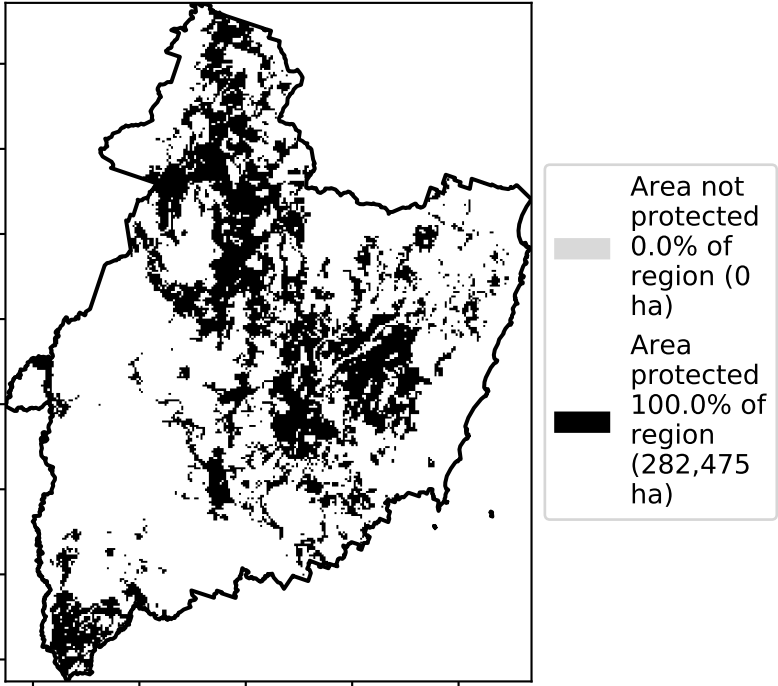 Area not
protected
0.0% of
region (0
ha)
Area
protected
100.0% of
region
(282,475
ha)